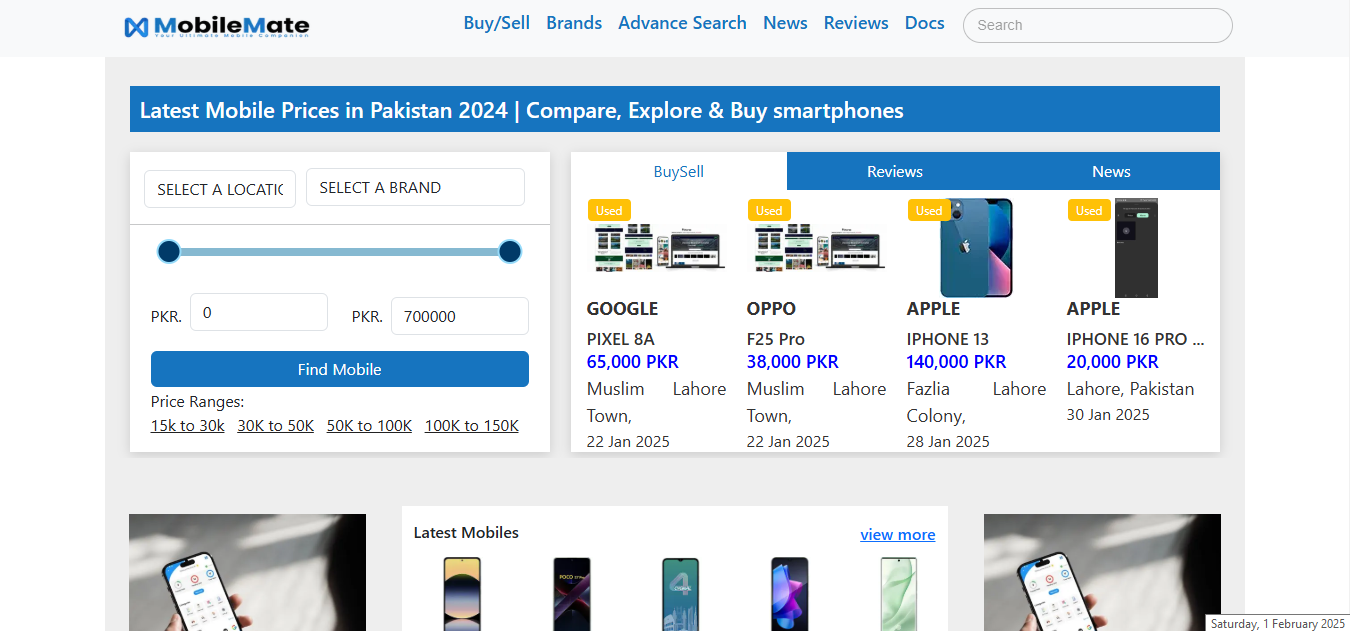 MobileMate
Your Ultimate Mobile Companion
Buy/Sell Brands Advance Search News Reviews Docs Search
Latest Mobile Prices in Pakistan 2024 | Compare, Explore & Buy smartphones
SELECT A LOCATIO SELECT A BRAND
PKR. 0 PKR. 700000
Find Mobile
Price Ranges:
15k to 30k 30K to 50K 50K to 100K 100K to 150K
BuySell Reviews News
Used Used Used Used
GOOGLE OPPO APPLE APPLE
PIXEL 8A F25 Pro IPHONE 13 IPHONE 16 PRO ...
65,000 PKR 38,000 PKR 140,000 PKR 20,000 PKR
Muslim Lahore Muslim Lahore Fazlia Lahore Lahore, Pakistan
Town, Town, Colony, 30 Jan 2025
22 Jan 2025 22 Jan 2025 28 Jan 2025
Latest Mobiles view more
POCO
Saturday, 1 February 2025